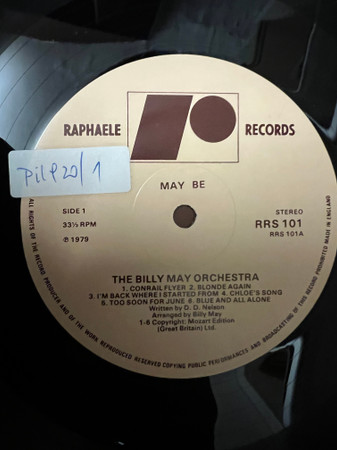 RAPHAELE RECORDS
Pil P20/1
MAY BE
SIDE 1
STEREO
33⅓ RPM
RRS 101
℗ 1979
RRS 101A
THE BILLY MAY ORCHESTRA
1. CONRAIL FLYER 2. BLONDE AGAIN
3. I'M BACK WHERE I STARTED FROM 4. CHLOE'S SONG
5. TOO SOON FOR JUNE 6. BLUE AND ALL ALONE
Written by D. D. Nelson
Arranged by Billy May
1-6 Copyright: Mozart Edition
(Great Britain) Ltd.
ALL RIGHTS OF THE RECORD PRODUCER AND OF THE WORK REPRODUCED RESERVED COPYING PUBLIC PERFORMANCES AND BROADCASTING OF THIS RECORD PROHIBITED MADE IN ENGLAND